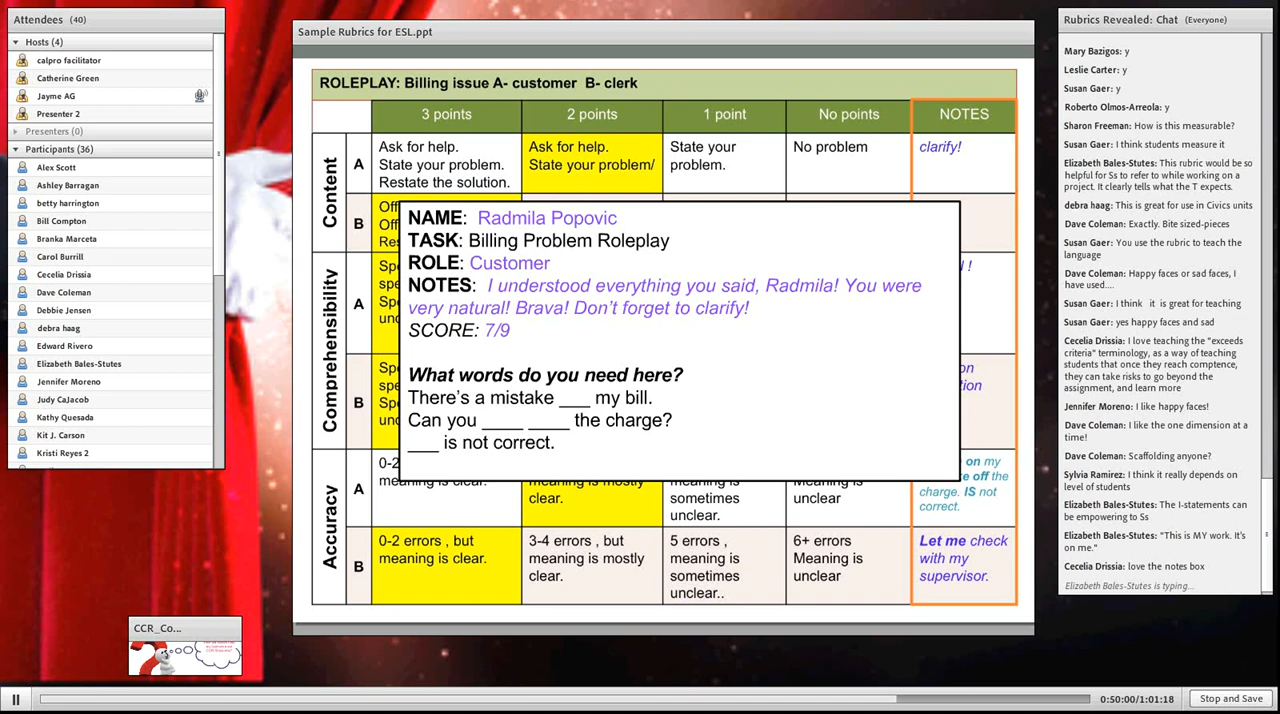 Attendees (40)
Hosts (4)
calpro facilitator
Catherine Green
Jayme AG
Presenter 2
Presenters (0)
Participants (36)
Alex Scott
Ashley Barragan
betty harrington
Bill Compton
Branka Marceta
Carol Burrill
Cecelia Drissia
Dave Coleman
Debbie Jensen
debra haag
Edward Rivero
Elizabeth Bales-Stutes
Jennifer Moreno
Judy CaJacob
Kathy Quesada
Kit J. Carson
Kristi Reyes 2
CCR_Co...
Sample Rubrics for ESL.ppt
ROLEPLAY: Billing issue A- customer B- clerk
3 points
2 points
1 point
No points
NOTES
Content
A
Ask for help.
State your problem.
Restate the solution.
Ask for help.
State your problem/
State your
problem.
No problem
clarify!
B
Comprehensibility
A
B
NAME: Radmila Popovic
TASK: Billing Problem Roleplay
ROLE: Customer
NOTES: I understood everything you said, Radmila! You were
very natural! Brava! Don't forget to clarify!
SCORE: 7/9
What words do you need here?
There's a mistake ___ my bill.
Can you ____ ____ the charge?
___ is not correct.
Accuracy
A
meaning is clear.
meaning is mostly
clear.
meaning is
sometimes
unclear.
Meaning is
unclear
on my
off the
charge. IS not
correct.
B
0-2 errors , but
meaning is clear.
3-4 errors , but
meaning is mostly
clear.
5 errors ,
meaning is
sometimes
unclear..
6+ errors
Meaning is
unclear
Let me check
with my
supervisor.
Rubrics Revealed: Chat (Everyone)
Mary Bazigos: y
Leslie Carter: y
Susan Gaer: y
Roberto Olmos-Arreola: y
Sharon Freeman: How is this measurable?
Susan Gaer: I think students measure it
Elizabeth Bales-Stutes: This rubric would be
helpful for Ss to refer to while working on a
project. It clearly tells what the T expects.
debra haag: This is great for use in Civics units
Dave Coleman: Exactly. Bite sized-pieces
Susan Gaer: You use the rubric to teach the
language
Dave Coleman: Happy faces or sad faces, I
have used....
Susan Gaer: I think it is great for teaching
Susan Gaer: yes happy faces and sad
Cecelia Drissia: I love teaching the "exceeds
criteria" terminology, as a way of teaching
students that once they reach comptence,
they can take risks to go beyond the
assignment, and learn more
Jennifer Moreno: I like happy faces!
Dave Coleman: I like the one dimension at a
time!
Dave Coleman: Scaffolding anyone?
Sylvia Ramirez: I think it really depends on
level of students
Elizabeth Bales-Stutes: The I-statements can
be empowering to Ss
Elizabeth Bales-Stutes: "This is MY work. It's
on me."
Cecelia Drissia: love the notes box
Elizabeth Bales-Stutes is typing...
0:50:00/1:01:18
Stop and Save